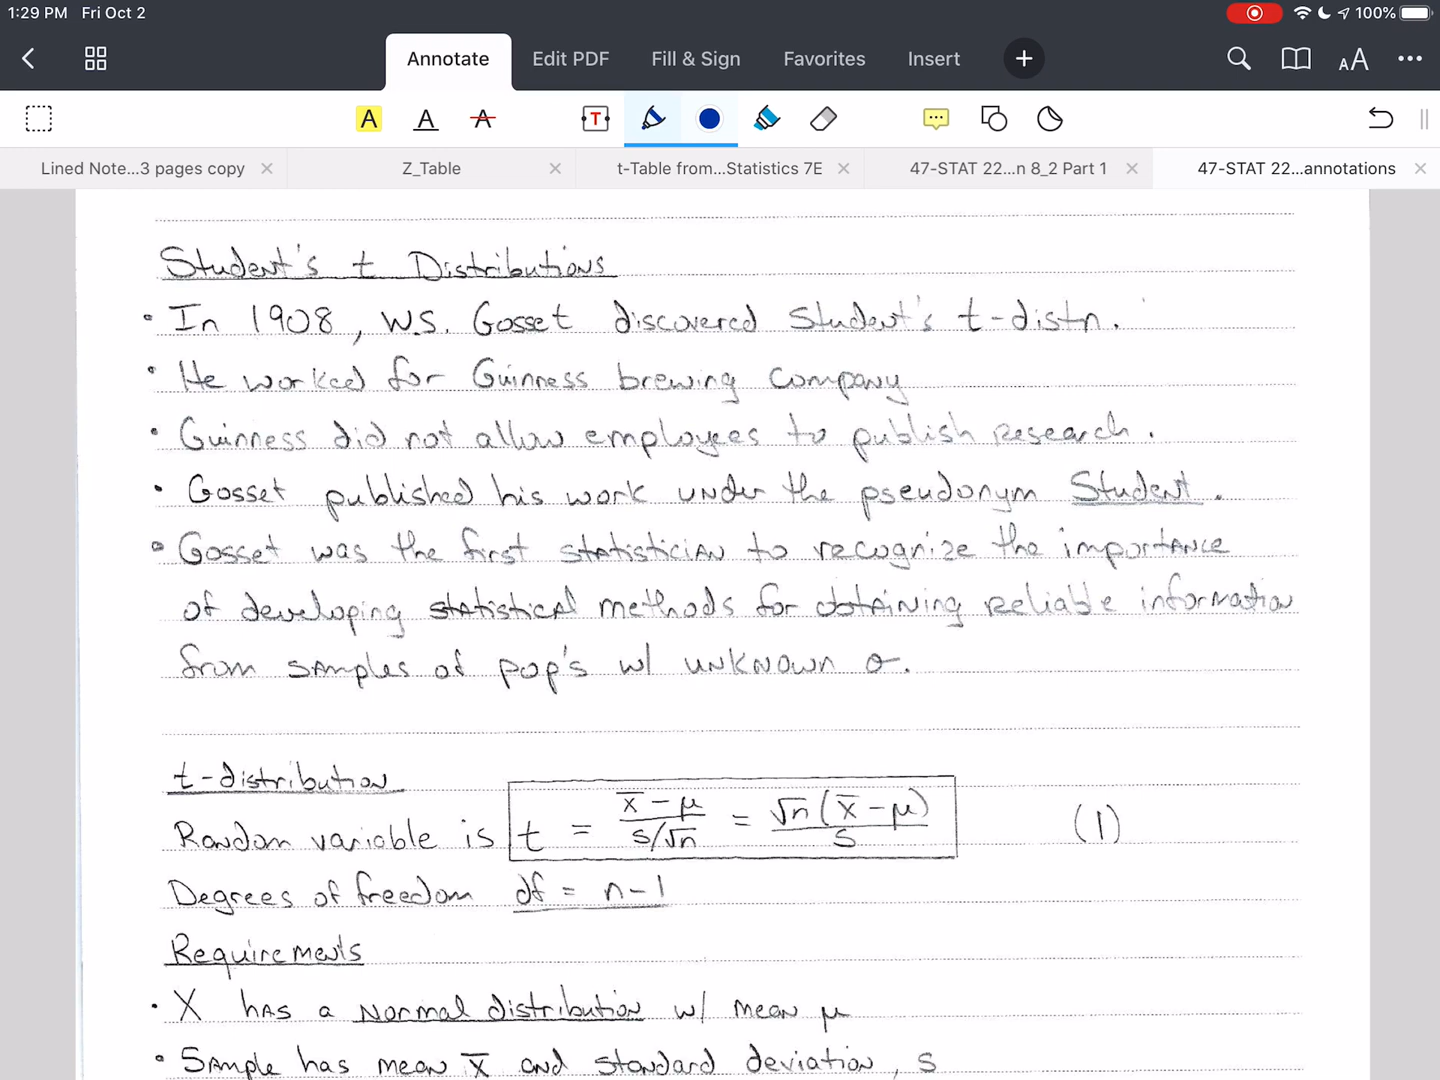 1:29 PM Fri Oct 2 100%
Annotate Edit PDF Fill & Sign Favorites Insert
A A A T
Lined Note...3 pages copy Z_Table t-Table from...Statistics 7E 47-STAT 22...n 8_2 Part 1 47-STAT 22...annotations
Student's t Distributions
• In 1908, W.S. Gosset discovered Student's t-distn.
• He worked for Guinness brewing company
• Guinness did not allow employees to publish research.
• Gosset published his work under the pseudonym Student.
• Gosset was the first statistician to recognize the importance
of developing statistical methods for obtaining reliable information
from samples of pop's w/ unknown σ.
t-distribution
Random variable is t = (x̄ - μ)/(s/√n) = √n(x̄ - μ)/s (1)
Degrees of freedom df = n-1
Requirements
• X has a normal distribution w/ mean μ
• Sample has mean x̄ and standard deviation, s